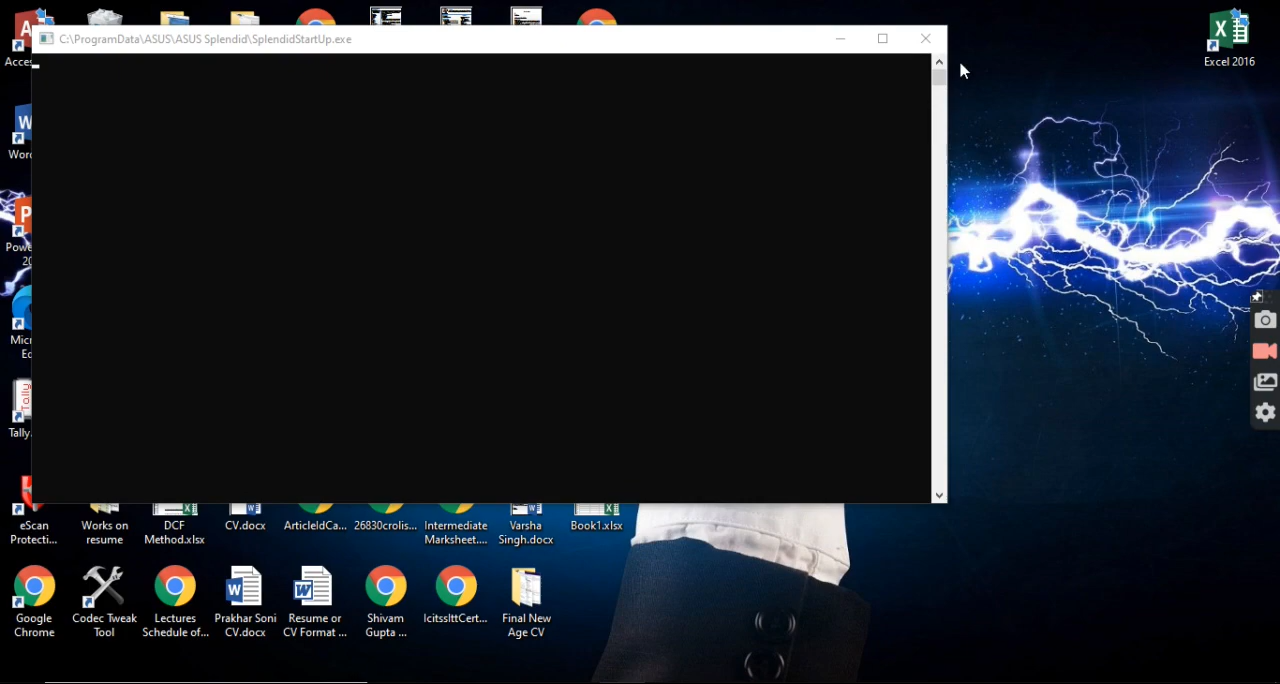 C:\ProgramData\ASUS\ASUS Splendid\SplendidStartUp.exe
Excel 2016
eScan
Protecti...
Works on
resume
DCF
Method.xlsx
CV.docx
ArticleIdCa...
26830crolis...
Intermediate
Marksheet....
Varsha
Singh.docx
Book1.xlsx
Google
Chrome
Codec Tweak
Tool
Lectures
Schedule of...
Prakhar Soni
CV.docx
Resume or
CV Format ...
Shivam
Gupta ...
IcitssIttCert...
Final New
Age CV